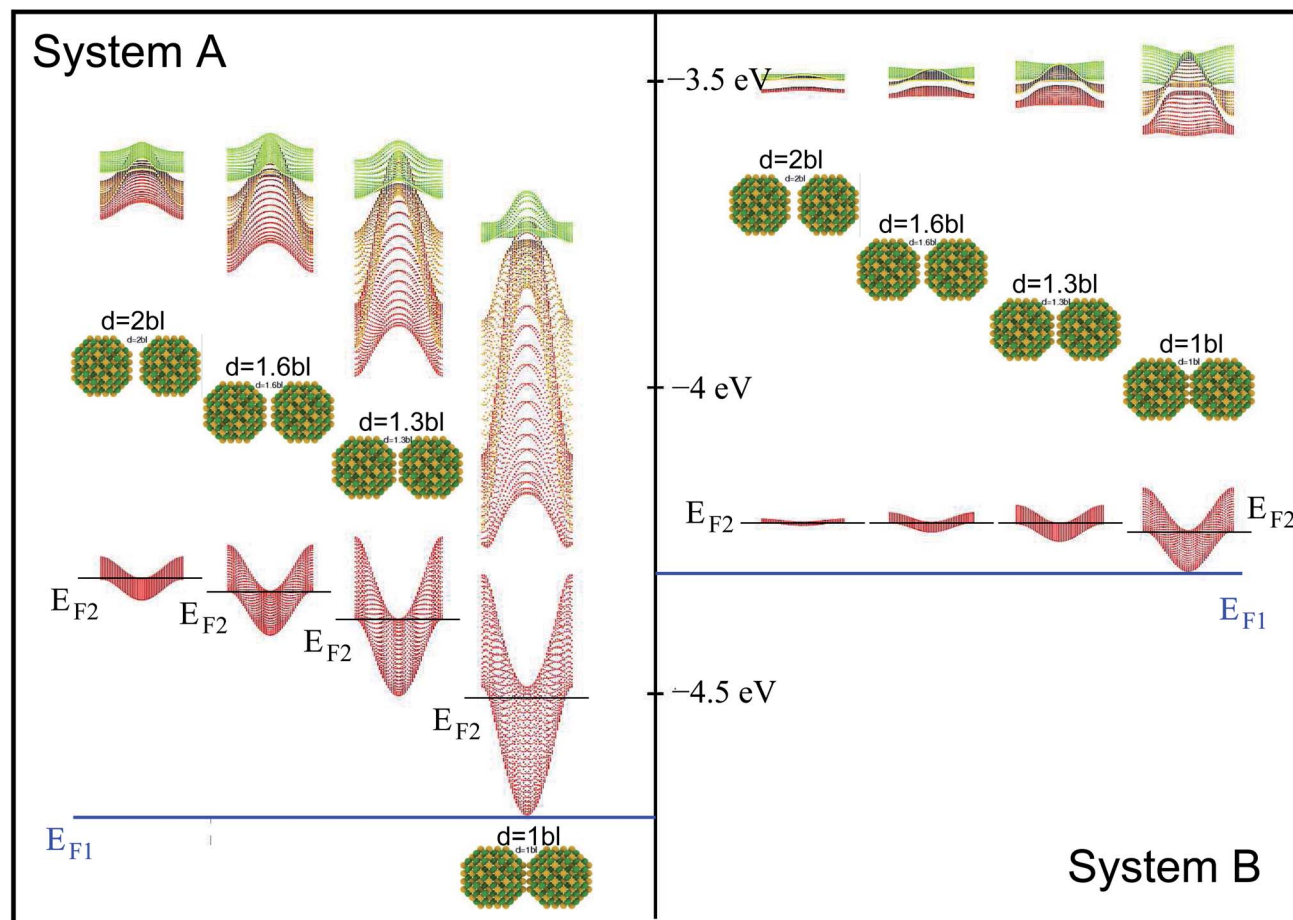 System A
−3.5 eV
d=2bl
d=2bl
d=2bl
d=2bl
d=1.6bl
d=1.6bl
d=1.6bl
d=1.6bl
d=1.3bl
d=1.3bl
−4 eV
d=1bl
d=1bl
d=1.3bl
d=1.3bl
E_F2
E_F2
E_F2
E_F2
E_F2
E_F2
−4.5 eV
E_F1
E_F1
d=1bl
d=1bl
System B